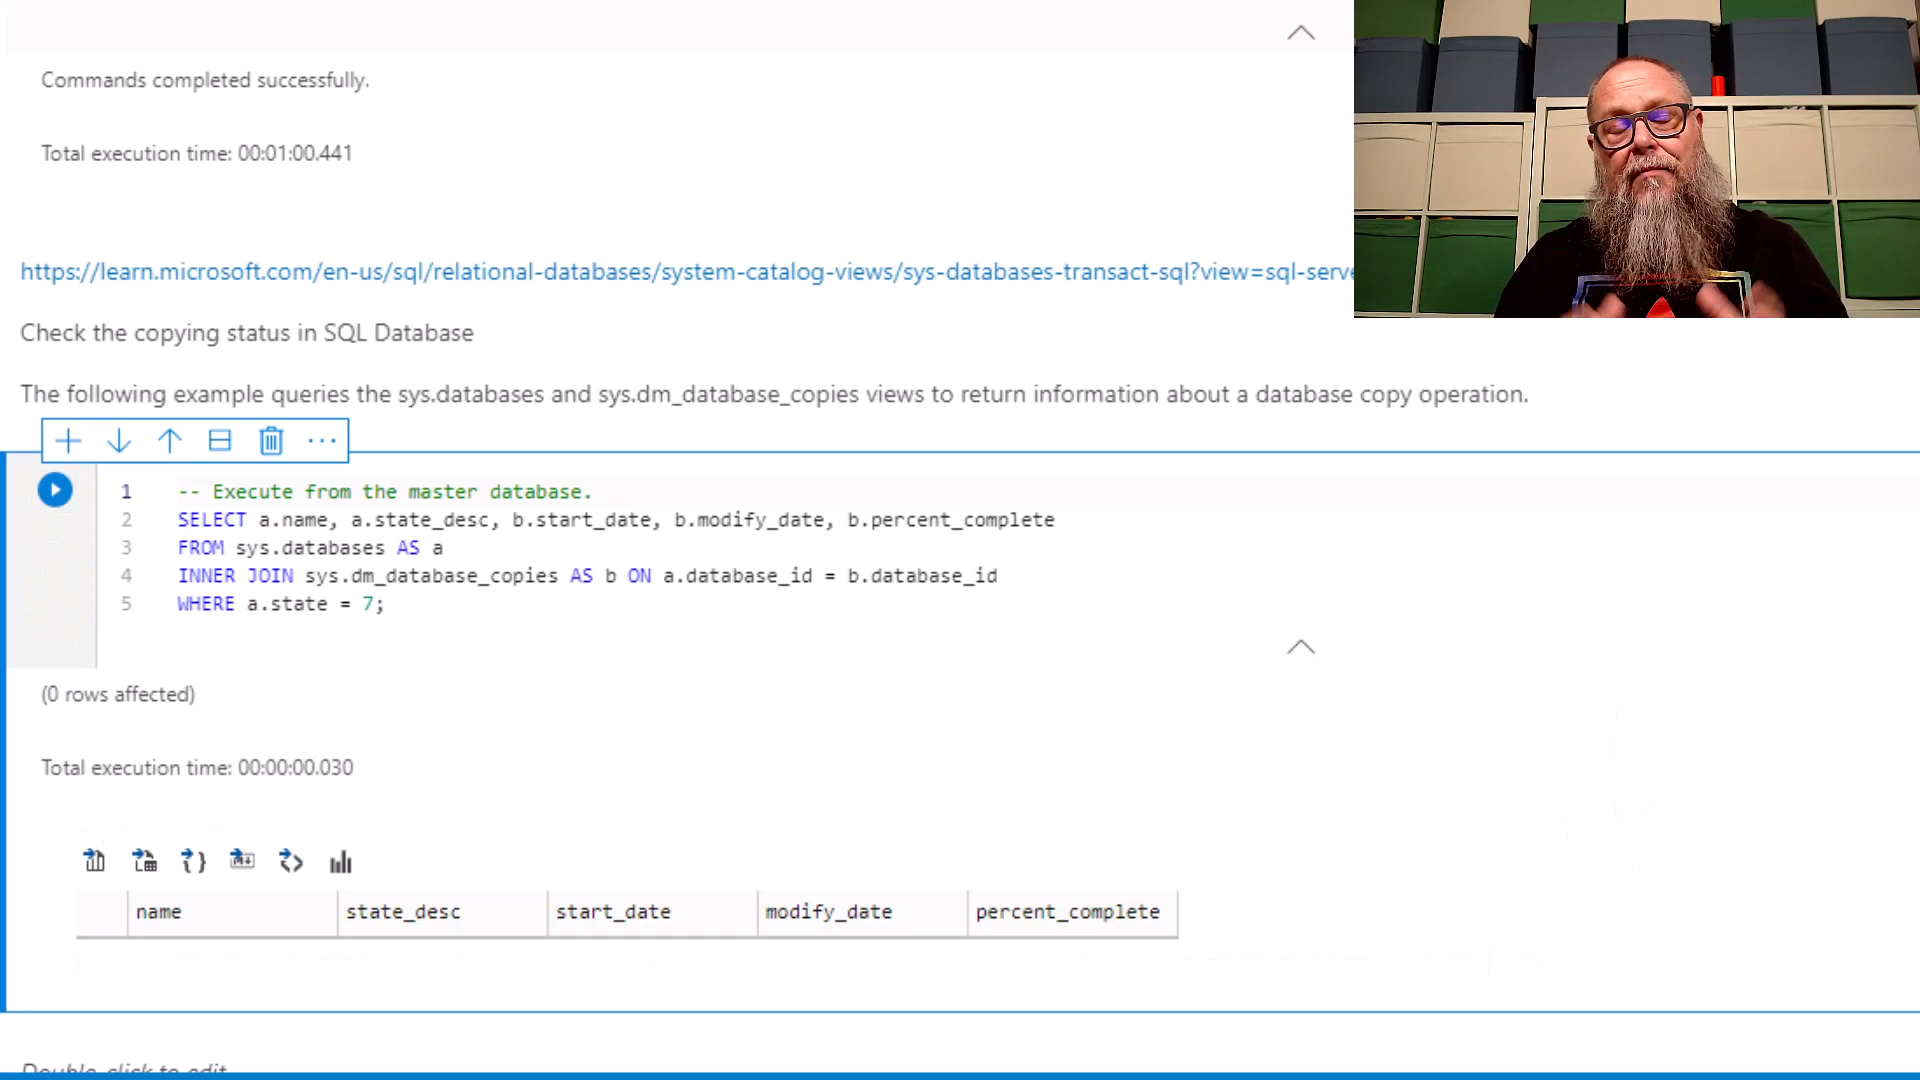 Commands completed successfully.
Total execution time: 00:01:00.441
https://learn.microsoft.com/en-us/sql/relational-databases/system-catalog-views/sys-databases-transact-sql?view=sql-serve
Check the copying status in SQL Database
The following example queries the sys.databases and sys.dm_database_copies views to return information about a database copy operation.
1 -- Execute from the master database.
2 SELECT a.name, a.state_desc, b.start_date, b.modify_date, b.percent_complete
3 FROM sys.databases AS a
4 INNER JOIN sys.dm_database_copies AS b ON a.database_id = b.database_id
5 WHERE a.state = 7;
(0 rows affected)
Total execution time: 00:00:00.030
name state_desc start_date modify_date percent_complete
Double-click to edit